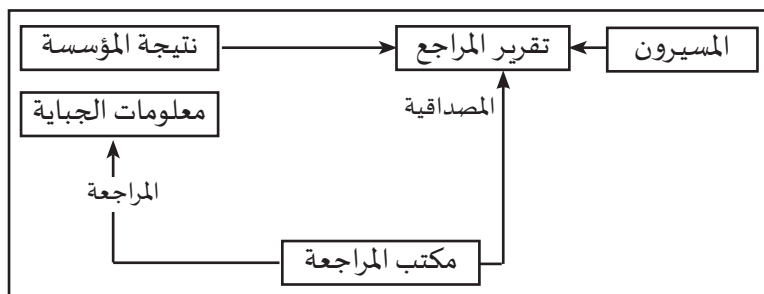 المسيرون
تقرير المراجع
نتيجة المؤسسة
المصداقية
معلومات الجباية
المراجعة
مكتب المراجعة